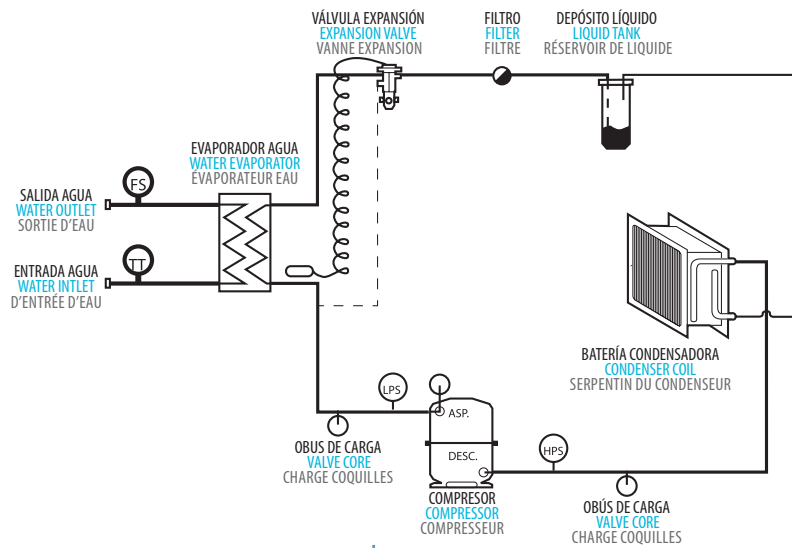 VÁLVULA EXPANSIÓN
EXPANSION VALVE
VANNE EXPANSION
FILTRO
FILTER
FILTRE
DEPÓSITO LÍQUIDO
LIQUID TANK
RÉSERVOIR DE LIQUIDE
EVAPORADOR AGUA
WATER EVAPORATOR
ÉVAPORATEUR EAU
FS
SALIDA AGUA
WATER OUTLET
SORTIE D'EAU
TT
ENTRADA AGUA
WATER INTLET
D'ENTRÉE D'EAU
BATERÍA CONDENSADORA
CONDENSER COIL
SERPENTIN DU CONDENSEUR
LPS
ASP.
OBUS DE CARGA
VALVE CORE
CHARGE COQUILLES
DESC.
HPS
COMPRESOR
COMPRESSOR
COMPRESSEUR
OBÚS DE CARGA
VALVE CORE
CHARGE COQUILLES